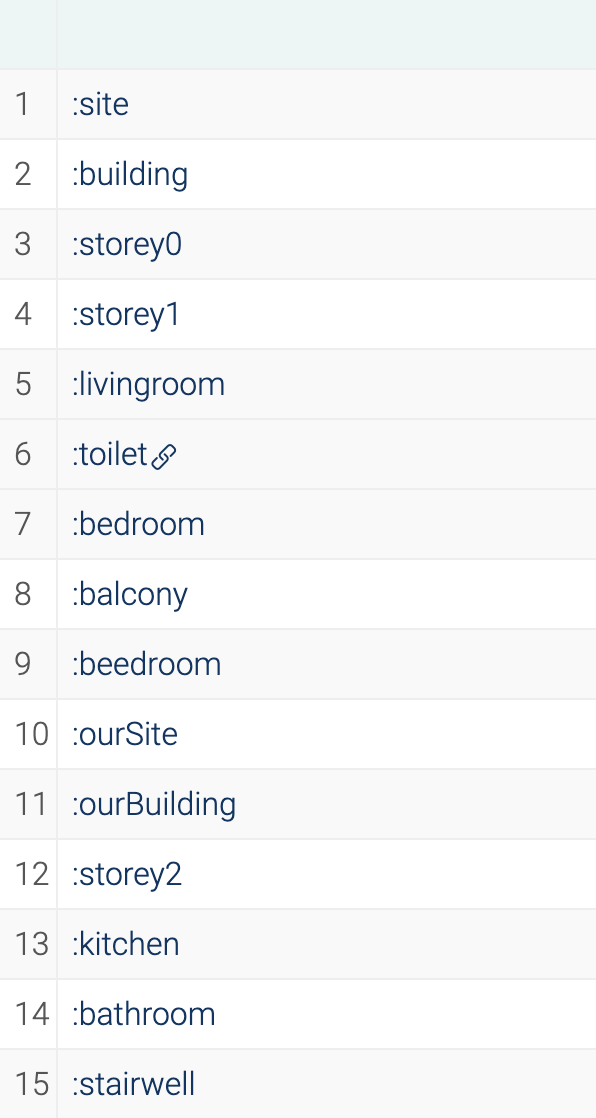 1 :site
2 :building
3 :storey0
4 :storey1
5 :livingroom
6 :toilet
7 :bedroom
8 :balcony
9 :beedroom
10 :ourSite
11 :ourBuilding
12 :storey2
13 :kitchen
14 :bathroom
15 :stairwell